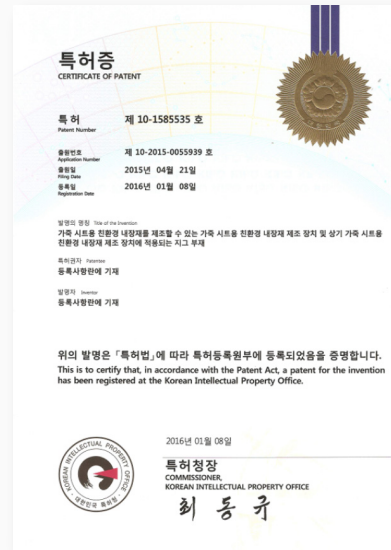 특허증
CERTIFICATE OF PATENT
특 허 제 10-1585535 호
Patent Number
출원번호 제 10-2015-0055939 호
Application Number
출원일 2015년 04월 21일
Filing Date
등록일 2016년 01월 08일
Registration Date
발명의 명칭 Title of the Invention
가죽 시트용 친환경 내장재를 제조할 수 있는 가죽 시트용 친환경 내장재 제조 장치 및 상기 가죽 시트용
친환경 내장재 제조 장치에 적용되는 지그 부재
특허권자 Patentee
등록사항란에 기재
발명자 Inventor
등록사항란에 기재
위의 발명은 「특허법」에 따라 특허등록원부에 등록되었음을 증명합니다.
This is to certify that, in accordance with the Patent Act, a patent for the invention
has been registered at the Korean Intellectual Property Office.
2016년 01월 08일
특허청장
COMMISSIONER,
KOREAN INTELLECTUAL PROPERTY OFFICE
최동규
KOREAN INTELLECTUAL PROPERTY OFFICE
대한민국 특허청